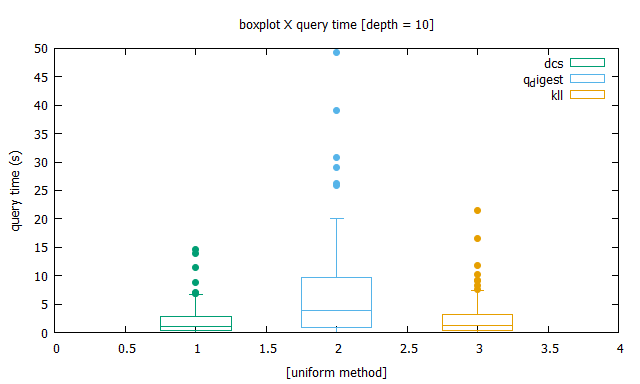 boxplot X query time [depth = 10]
dcs
q_digest
kll
50
45
40
35
30
25
20
15
10
5
0
query time (s)
0 0.5 1 1.5 2 2.5 3 3.5 4
[uniform method]